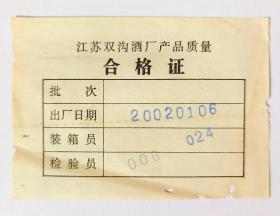 江苏双沟酒厂产品质量
合格证
批次
出厂日期 20020106
装箱员 024
检验员 006